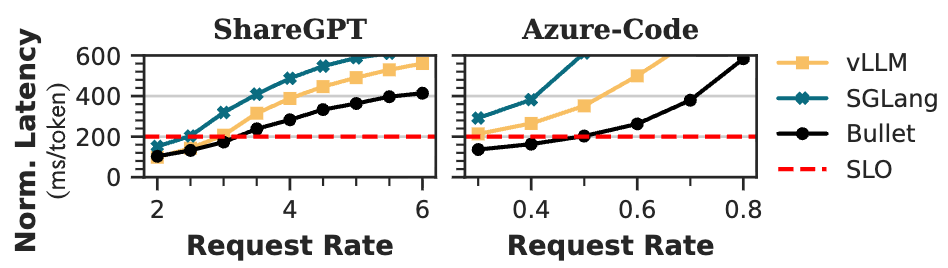 ShareGPT
Azure-Code
Norm. Latency
(ms/token)
600
400
200
0
2
4
6
Request Rate
0.4
0.6
0.8
Request Rate
vLLM
SGLang
Bullet
SLO